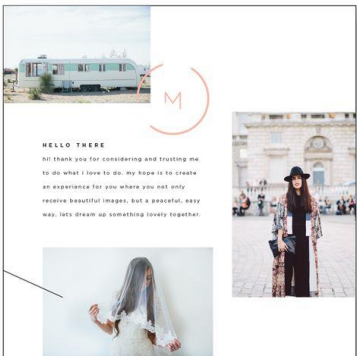 M
HELLO THERE
hi! thank you for considering and trusting me
to do what i love to do. my hope is to create
an experience for you where you not only
receive beautiful images, but a peaceful, easy
way. lets dream up something lovely together.